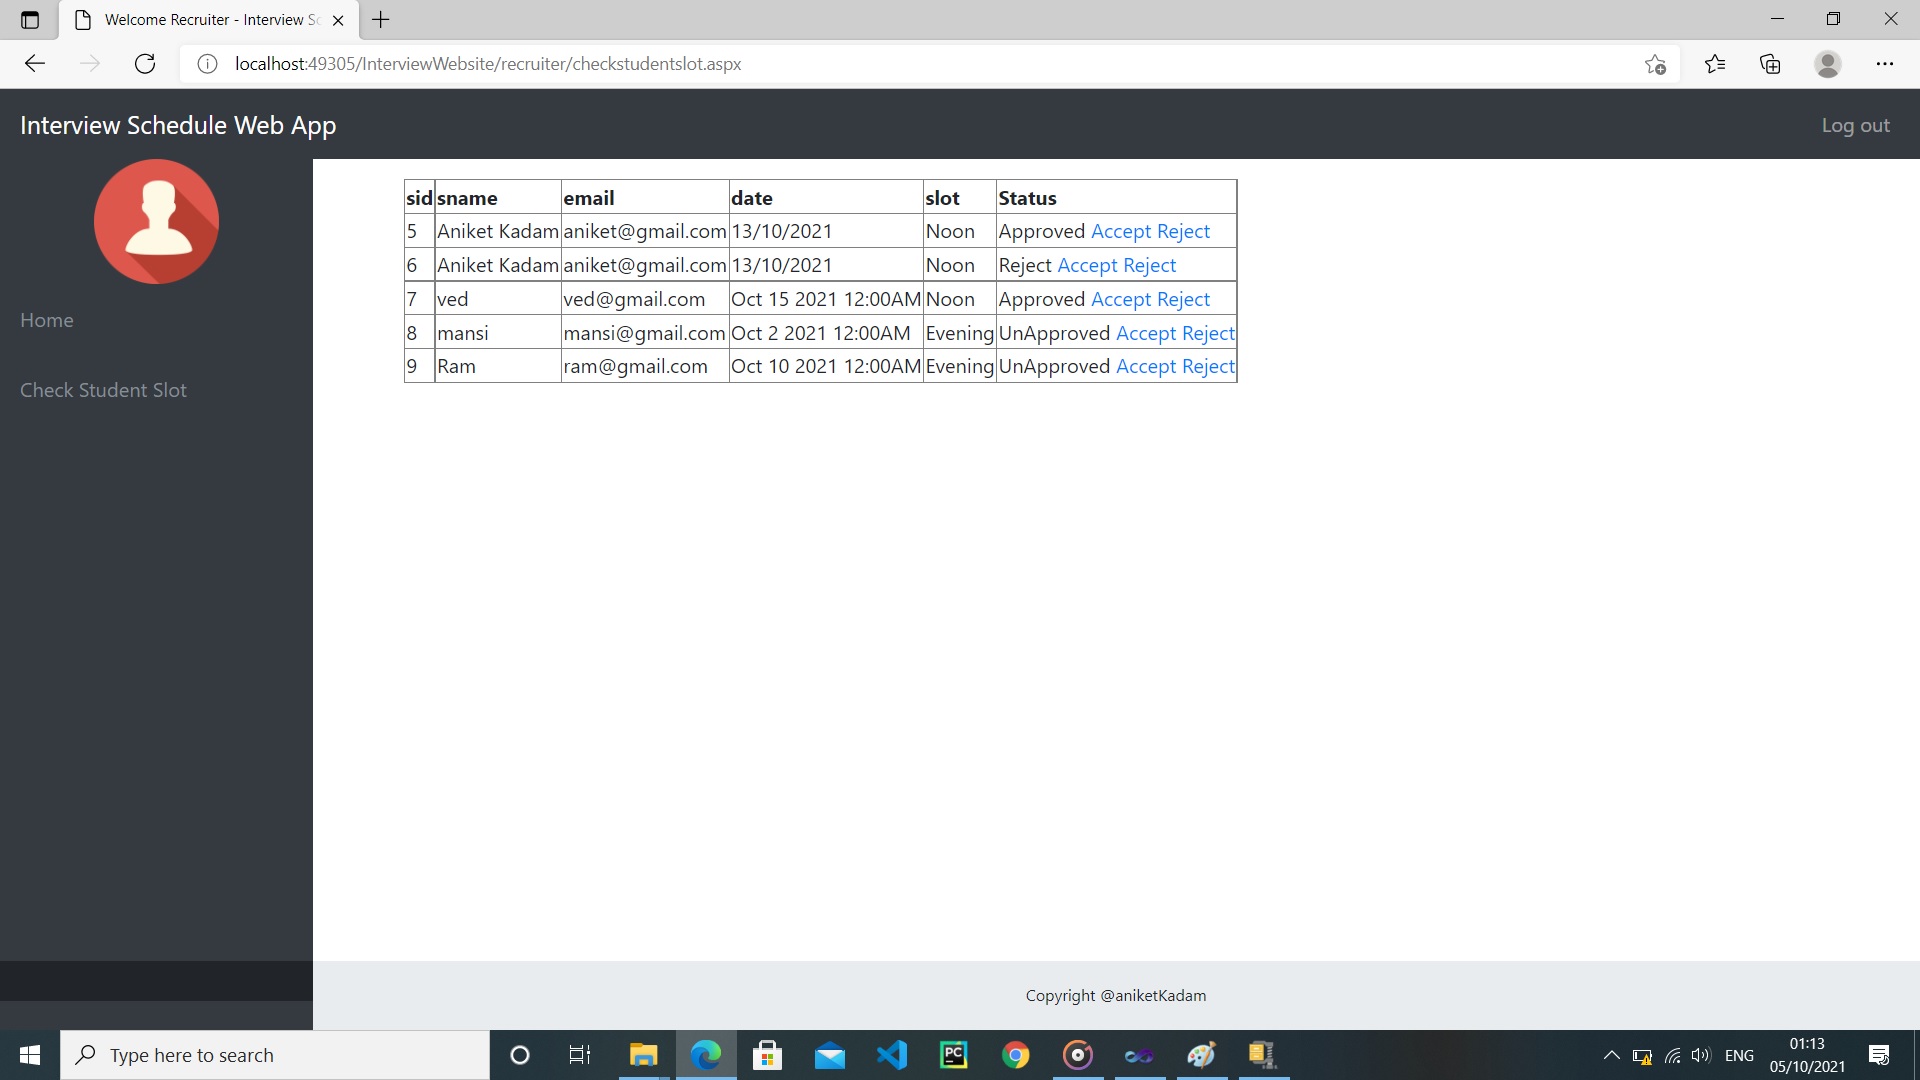 Welcome Recruiter - Interview Sc
localhost:49305/InterviewWebsite/recruiter/checkstudentslot.aspx
Interview Schedule Web App
Log out
Home
Check Student Slot
sid sname email date slot Status
5 Aniket Kadam aniket@gmail.com 13/10/2021 Noon Approved Accept Reject
6 Aniket Kadam aniket@gmail.com 13/10/2021 Noon Reject Accept Reject
7 ved ved@gmail.com Oct 15 2021 12:00AM Noon Approved Accept Reject
8 mansi mansi@gmail.com Oct 2 2021 12:00AM Evening UnApproved Accept Reject
9 Ram ram@gmail.com Oct 10 2021 12:00AM Evening UnApproved Accept Reject
Copyright @aniketKadam
Type here to search
PC
ENG
01:13
05/10/2021